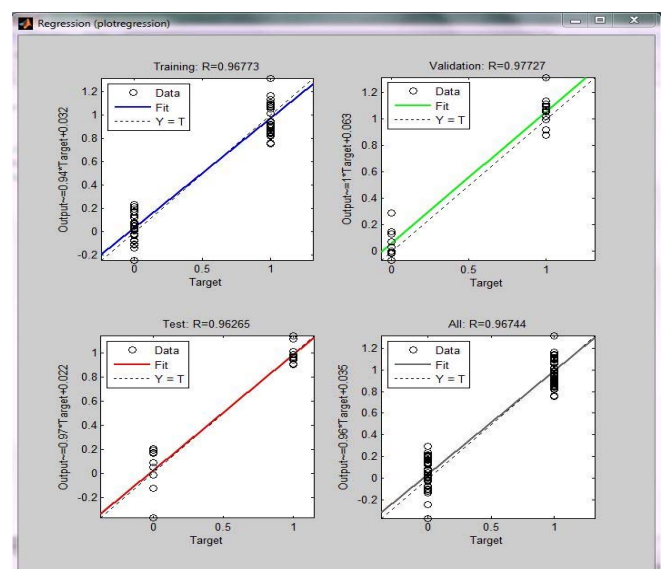 Regression (plotregression)
Training: R=0.96773
Output~=0.94*Target+0.032
1.2
1
0.8
0.6
0.4
0.2
0
-0.2
Data
Fit
Y = T
0
0.5
1
Target
Validation: R=0.97727
Output~=1*Target+0.063
1.2
1
0.8
0.6
0.4
0.2
0
Data
Fit
Y = T
0
0.5
1
Target
Test: R=0.96265
Output~=0.97*Target+0.022
1
0.8
0.6
0.4
0.2
0
-0.2
Data
Fit
Y = T
0
0.5
1
Target
All: R=0.96744
Output~=0.96*Target+0.035
1.2
1
0.8
0.6
0.4
0.2
0
-0.2
Data
Fit
Y = T
0
0.5
1
Target